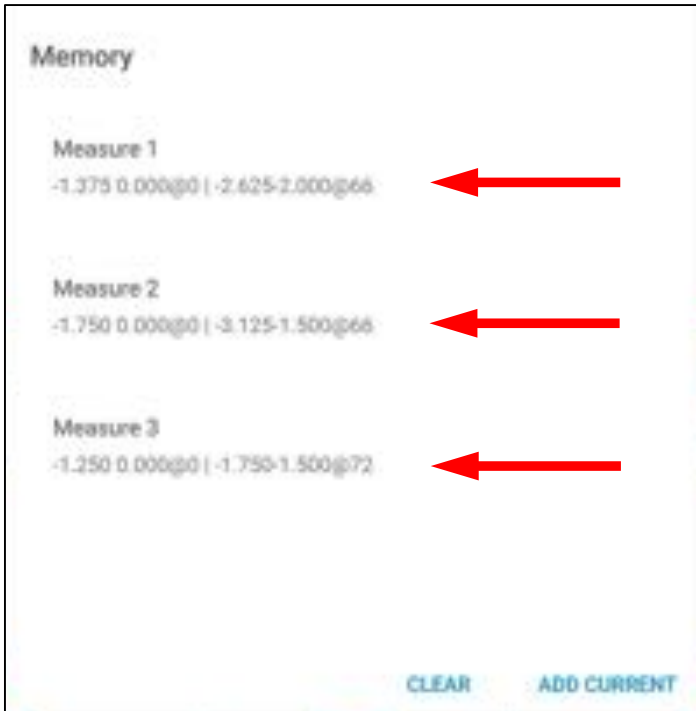 Memory
Measure 1
-1.375 0.000@0 | -2.625-2.000@66
Measure 2
-1.750 0.000@0 | -3.125-1.500@66
Measure 3
-1.250 0.000@0 | -1.750-1.500@72
CLEAR ADD CURRENT